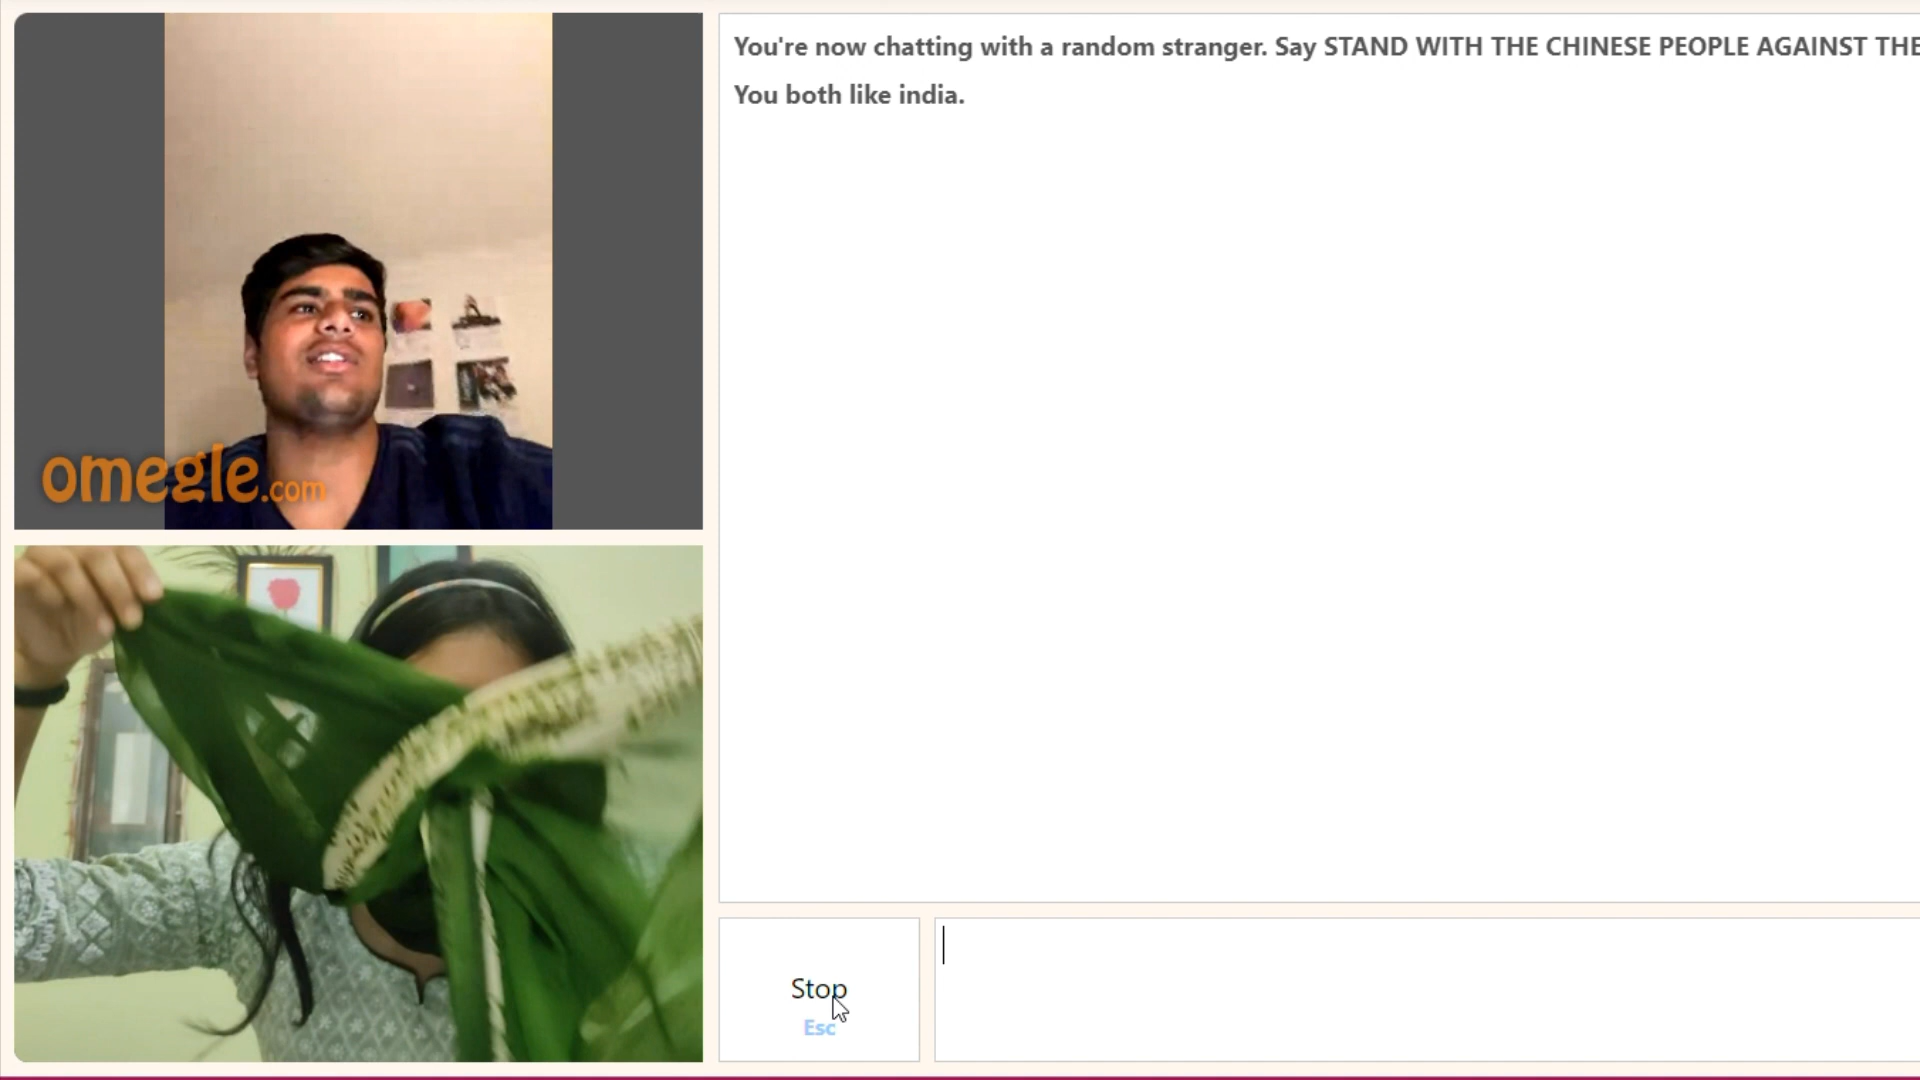 omegle.com
You're now chatting with a random stranger. Say STAND WITH THE CHINESE PEOPLE AGAINST THE
You both like india.
Stop
Esc